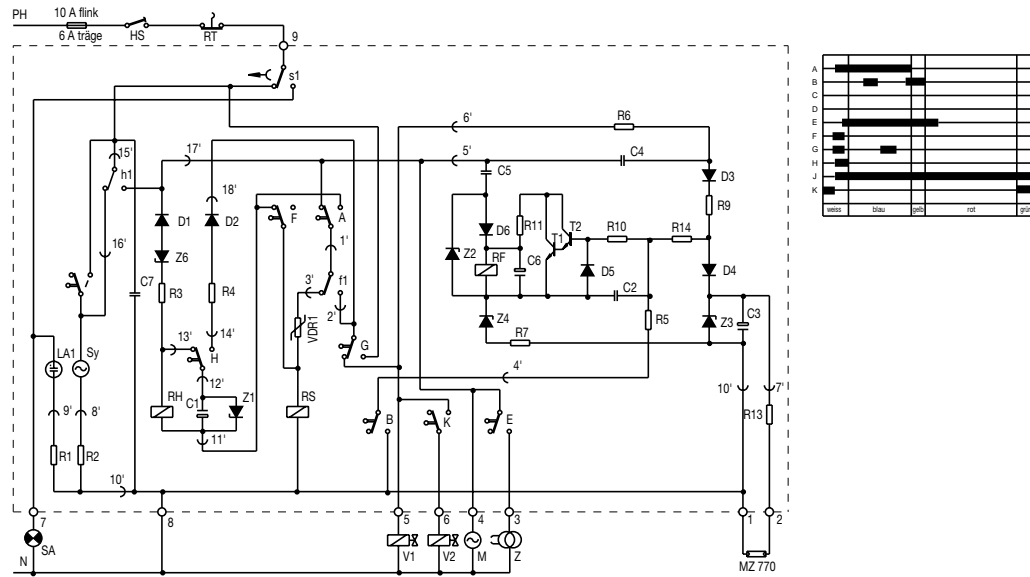 PH
10 A flink
6 A träge
HS
RT
9
s1
6'
R6
15'
17'
5'
C4
C5
h1
D3
18'
R9
D1
D2
F
A
R11
T1
T2
R10
R14
D6
1'
16'
Z2
RF
C6
D5
D4
Z6
C7
3'
f1
R3
R4
2'
C2
C3
VDR1
Z4
Z3
R5
R7
13'
14'
G
H
LA1
Sy
4'
12'
10'
7'
RH
C1
Z1
RS
R13
9'
8'
B
K
E
11'
R1
R2
10'
7
8
5
6
4
3
1
2
SA
V1
V2
M
Z
N
MZ 770
A
B
C
D
E
F
G
H
J
K
weiss
blau
gelb
rot